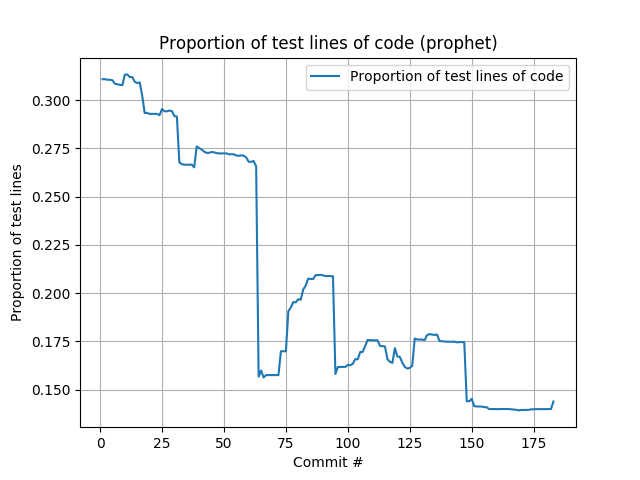 Proportion of test lines of code (prophet)
Proportion of test lines of code
0.300
0.275
0.250
0.225
0.200
0.175
0.150
Proportion of test lines
0 25 50 75 100 125 150 175
Commit #